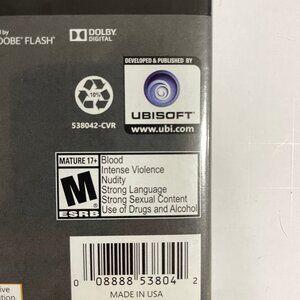 d by
DOBE® FLASH®
DOLBY
DIGITAL
DEVELOPED & PUBLISHED BY
10%
538042-CVR
UBISOFT
www.ubi.com
MATURE 17+
M
ESRB
Blood
Intense Violence
Nudity
Strong Language
Strong Sexual Content
Use of Drugs and Alcohol
0 08888 53804 2
MADE IN USA
ive
ation